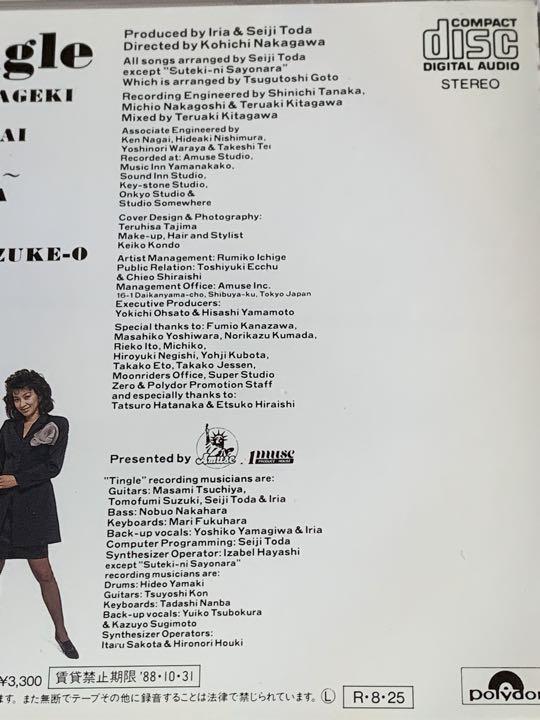 ngle
AGEKI
AI
~
A
ZUKE-O
Produced by Iria & Seiji Toda
Directed by Kohichi Nakagawa
All songs arranged by Seiji Toda
except "Suteki-ni Sayonara"
Which is arranged by Tsugutoshi Goto
Recording Engineered by Shinichi Tanaka,
Michio Nakagoshi & Teruaki Kitagawa
Mixed by Teruaki Kitagawa
Associate Engineered by
Ken Nagai, Hideaki Nishimura,
Yoshinori Waraya & Takeshi Tei
Recorded at: Amuse Studio,
Music Inn Yamanakako,
Sound Inn Studio,
Key-stone Studio,
Onkyo Studio &
Studio Somewhere
Cover Design & Photography:
Teruhisa Tajima
Make-up, Hair and Stylist
Keiko Kondo
Artist Management: Rumiko Ichige
Public Relation: Toshiyuki Ecchu
& Chieo Shiraishi
Management Office: Amuse Inc.
16-1 Daikanyama-cho, Shibuya-ku, Tokyo Japan
Executive Producers:
Yokichi Ohsato & Hisashi Yamamoto
Special thanks to: Fumio Kanazawa,
Masahiko Yoshiwara, Norikazu Kumada,
Rieko Ito, Michiko,
Hiroyuki Negishi, Yohji Kubota,
Takako Eto, Takako Jessen,
Moonriders Office, Super Studio
Zero & Polydor Promotion Staff
and especially thanks to:
Tatsuro Hatanaka & Etsuko Hiraishi
Presented by Amuse . Amuse
"Tingle" recording musicians are:
Guitars: Masami Tsuchiya,
Tomofumi Suzuki, Seiji Toda & Iria
Bass: Nobuo Nakahara
Keyboards: Mari Fukuhara
Back-up vocals: Yoshiko Yamagiwa & Iria
Computer Programming: Seiji Toda
Synthesizer Operator: Izabel Hayashi
except "Suteki-ni Sayonara"
recording musicians are:
Drums: Hideo Yamaki
Guitars: Tsuyoshi Kon
Keyboards: Tadashi Nanba
Back-up vocals: Yuiko Tsubokura
& Kazuyo Sugimoto
Synthesizer Operators:
Itaru Sakota & Hironori Houki
COMPACT
disc
DIGITAL AUDIO
STEREO
¥3,300 賃貸禁止期限 '88・10・31
ます。また無断でテープその他に録音することは法律で禁じられています。 Ⓛ R・8・25
polydor